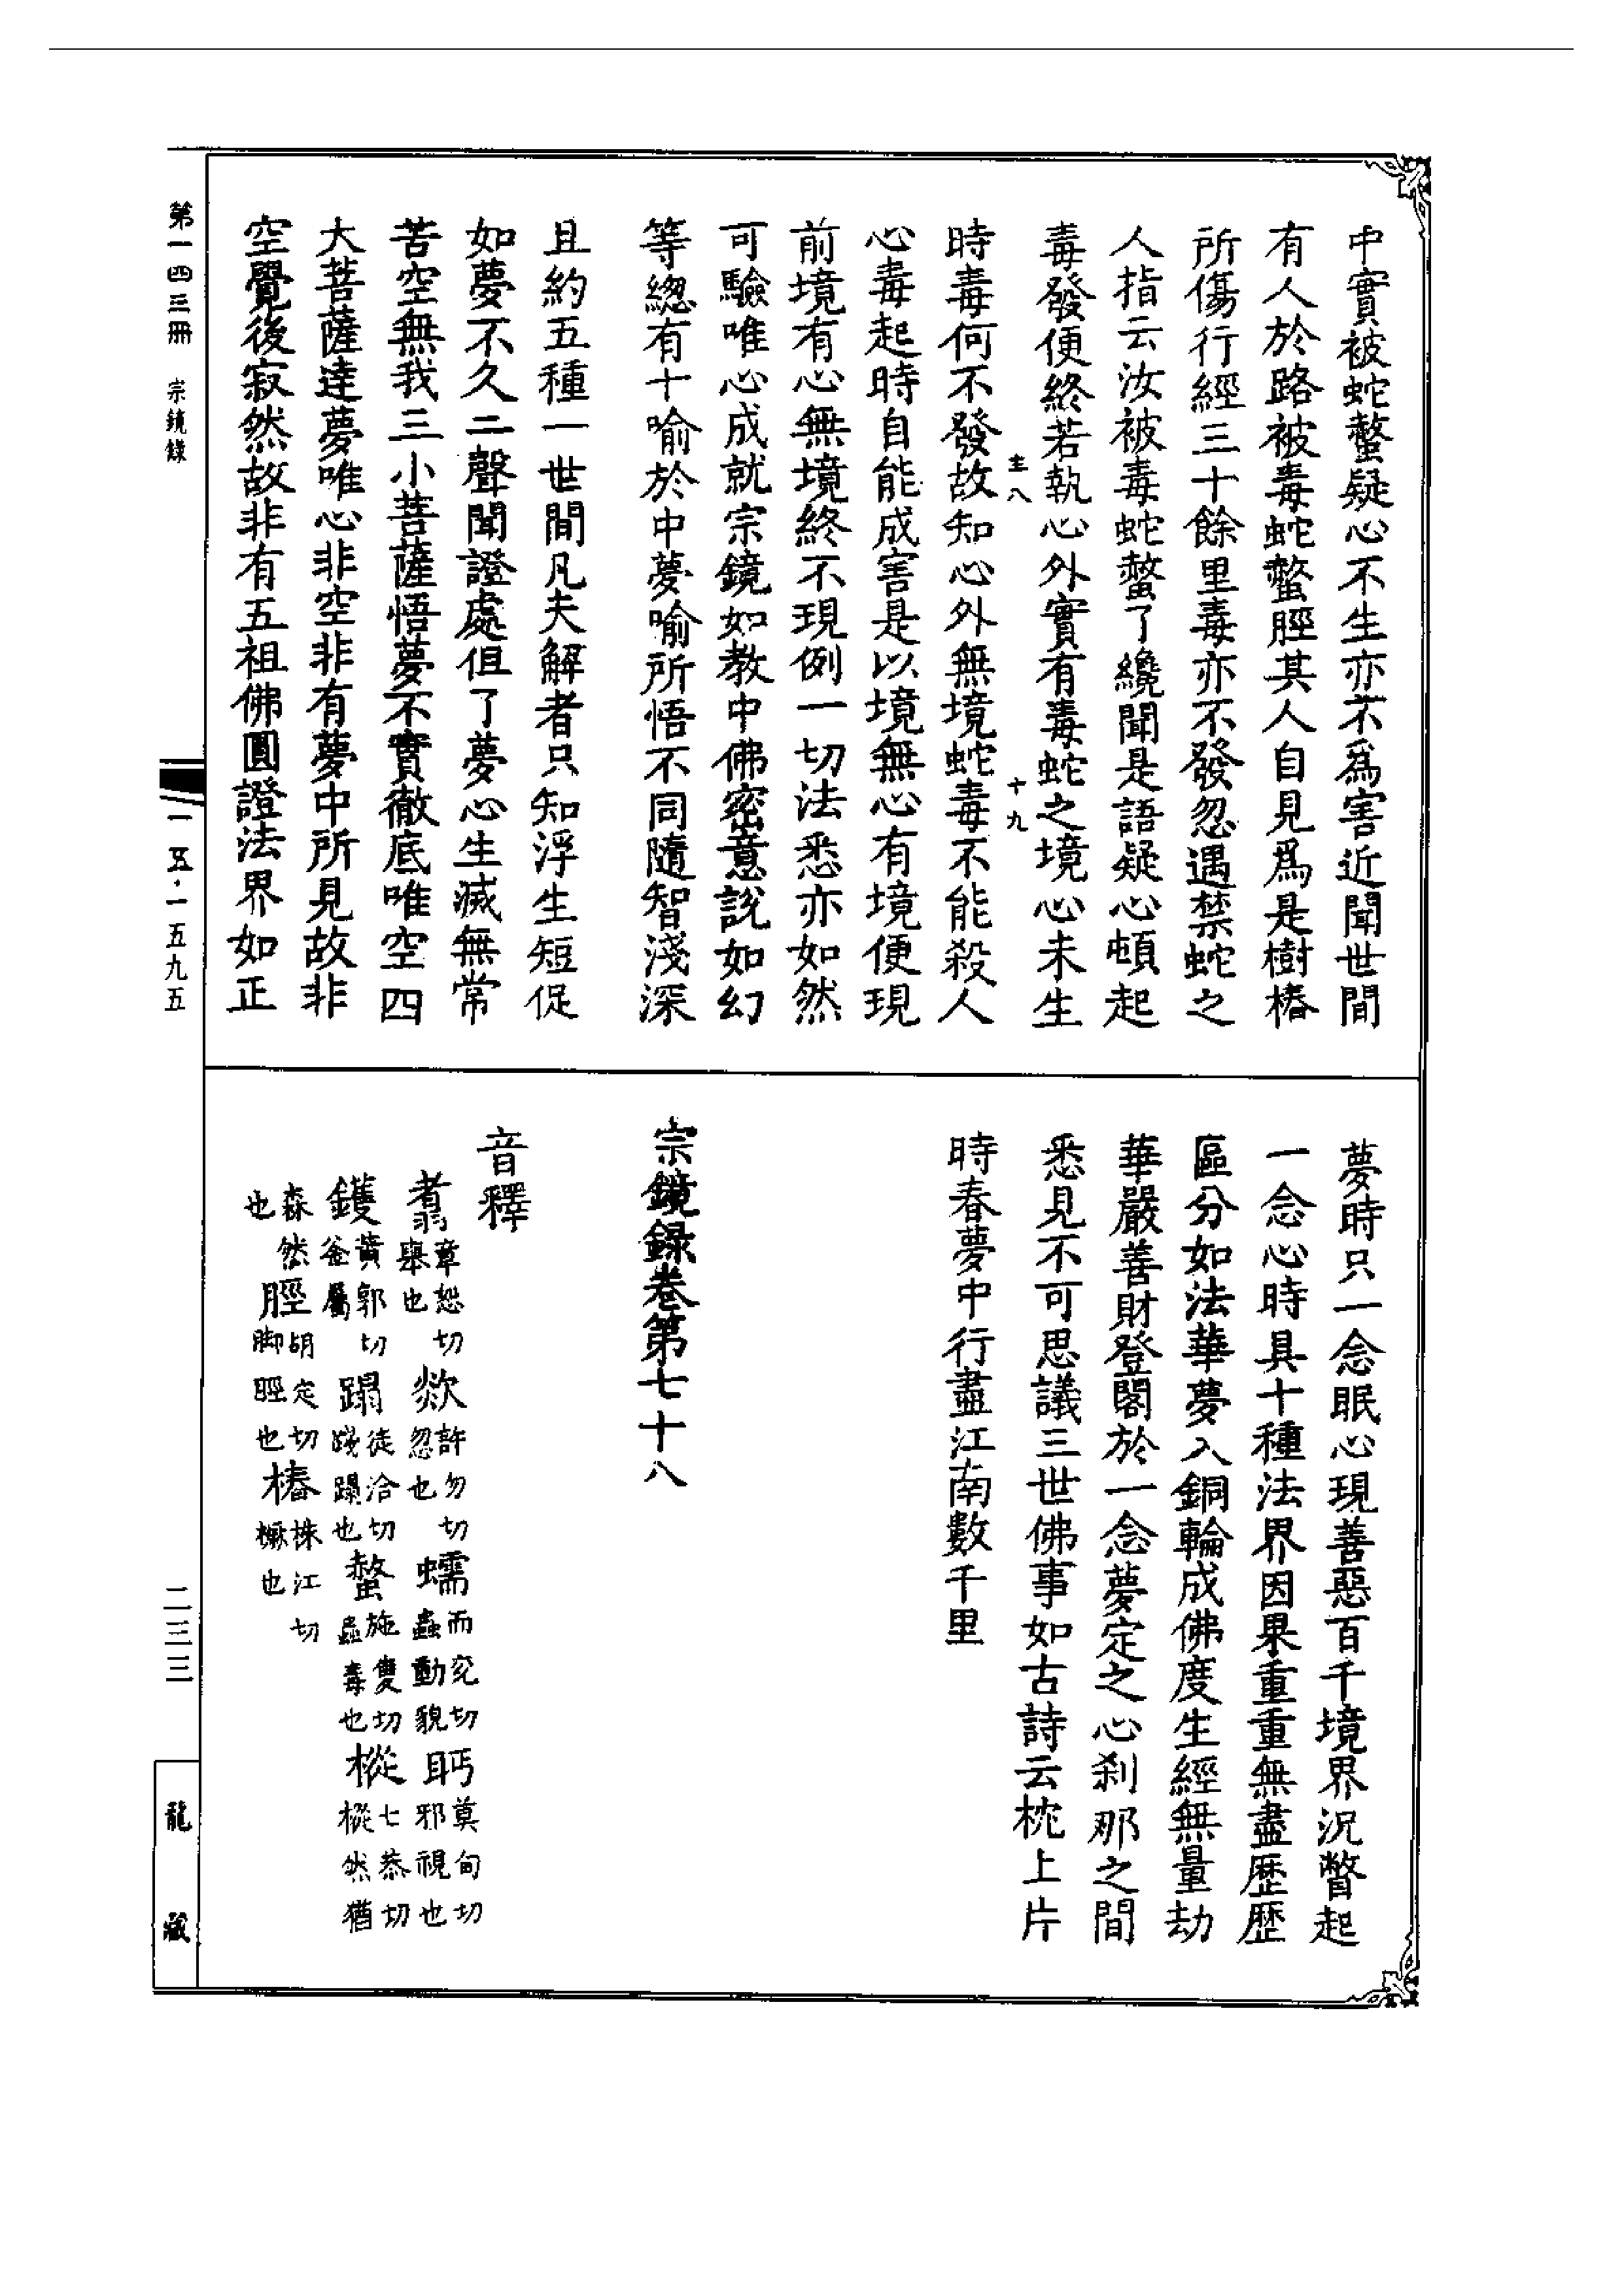 中實被蛇螫疑心不生亦不爲害近聞世間
有人於路被毒蛇螫脛其人自見爲是樹樁
所傷行經三十餘里毒亦不發忽遇禁蛇之
人指云汝被毒蛇螫了纔聞是語疑心頓起
毒發便終若執心外實有毒蛇之境心未生
主八 十九
時毒何不發故知心外無境蛇毒不能殺人
心毒起時自能成害是以境無心有境便現
前境有心無境終不現例一切法悉亦如然
可驗唯心成就宗鏡如教中佛密意說如幻
等緫有十喻於中夢喻所悟不同隨智淺深
且約五種一世間凡夫解者只知浮生短促
如夢不久二聲聞證處但了夢心生滅無常
苦空無我三小菩薩悟夢不實徹底唯空四
大菩薩達夢唯心非空非有夢中所見故非
空覺後寂然故非有五祖佛圓證法界如正
夢時只一念眠心現善惡百千境界況瞥起
一念心時具十種法界因果重重無盡歷歷
區分如法華夢入銅輪成佛度生經無量劫
華嚴善財登閣於一念夢定之心刹那之間
悉見不可思議三世佛事如古詩云枕上片
時春夢中行盡江南數千里
宗鏡録卷第七十八
音釋
翥章恕切舉也 欻許勿切忽也 蠕而兖切蟲動貌 眄莫甸切邪視也
鑊黃郭切釜屬 蹋徒洽切踐蹋也 螫施隻切蟲毒也 樅七恭切樅然猶
森然也 脛胡定切脚脛也 樁株江切橛也
第一四三冊 宗鏡錄
一五·一五九五
二三三
龍藏